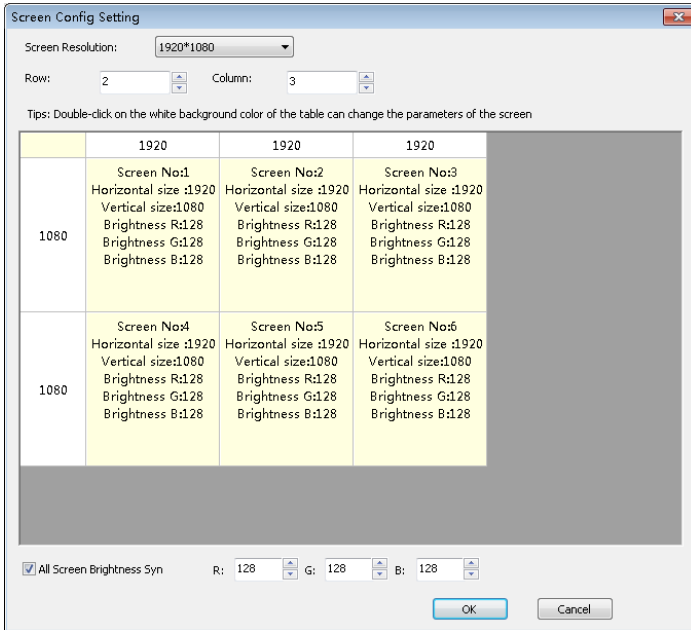 Screen Config Setting
Screen Resolution: 1920*1080
Row: 2 Column: 3
Tips: Double-click on the white background color of the table can change the parameters of the screen
1920 1920 1920
Screen No:1 Screen No:2 Screen No:3
Horizontal size :1920 Horizontal size :1920 Horizontal size :1920
Vertical size:1080 Vertical size:1080 Vertical size:1080
Brightness R:128 Brightness R:128 Brightness R:128
1080 Brightness G:128 Brightness G:128 Brightness G:128
Brightness B:128 Brightness B:128 Brightness B:128
Screen No:4 Screen No:5 Screen No:6
Horizontal size :1920 Horizontal size :1920 Horizontal size :1920
Vertical size:1080 Vertical size:1080 Vertical size:1080
Brightness R:128 Brightness R:128 Brightness R:128
1080 Brightness G:128 Brightness G:128 Brightness G:128
Brightness B:128 Brightness B:128 Brightness B:128
All Screen Brightness Syn R: 128 G: 128 B: 128
OK Cancel